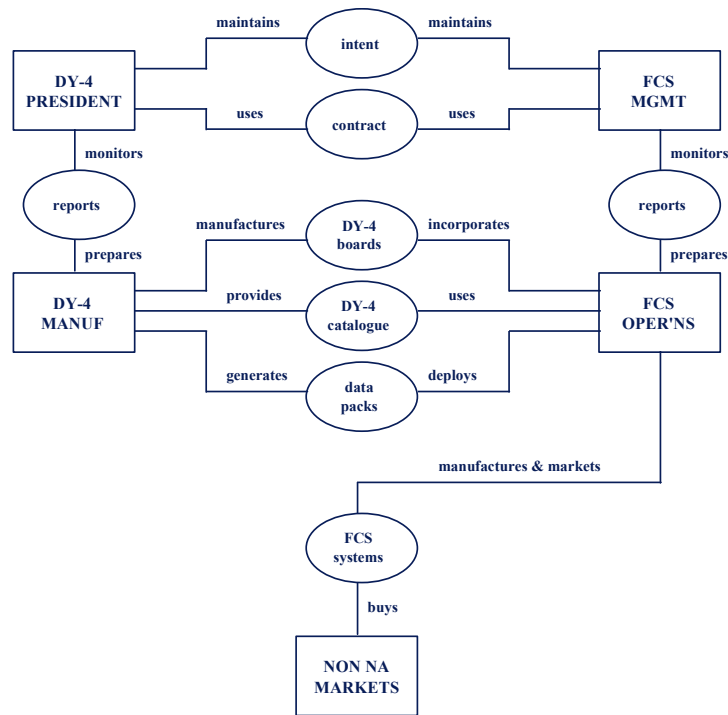 maintains
intent
maintains
DY-4
PRESIDENT
FCS
MGMT
uses
contract
uses
monitors
monitors
reports
reports
manufactures
DY-4
boards
incorporates
prepares
prepares
DY-4
MANUF
provides
DY-4
catalogue
uses
FCS
OPER'NS
generates
data
packs
deploys
manufactures & markets
FCS
systems
buys
NON NA
MARKETS